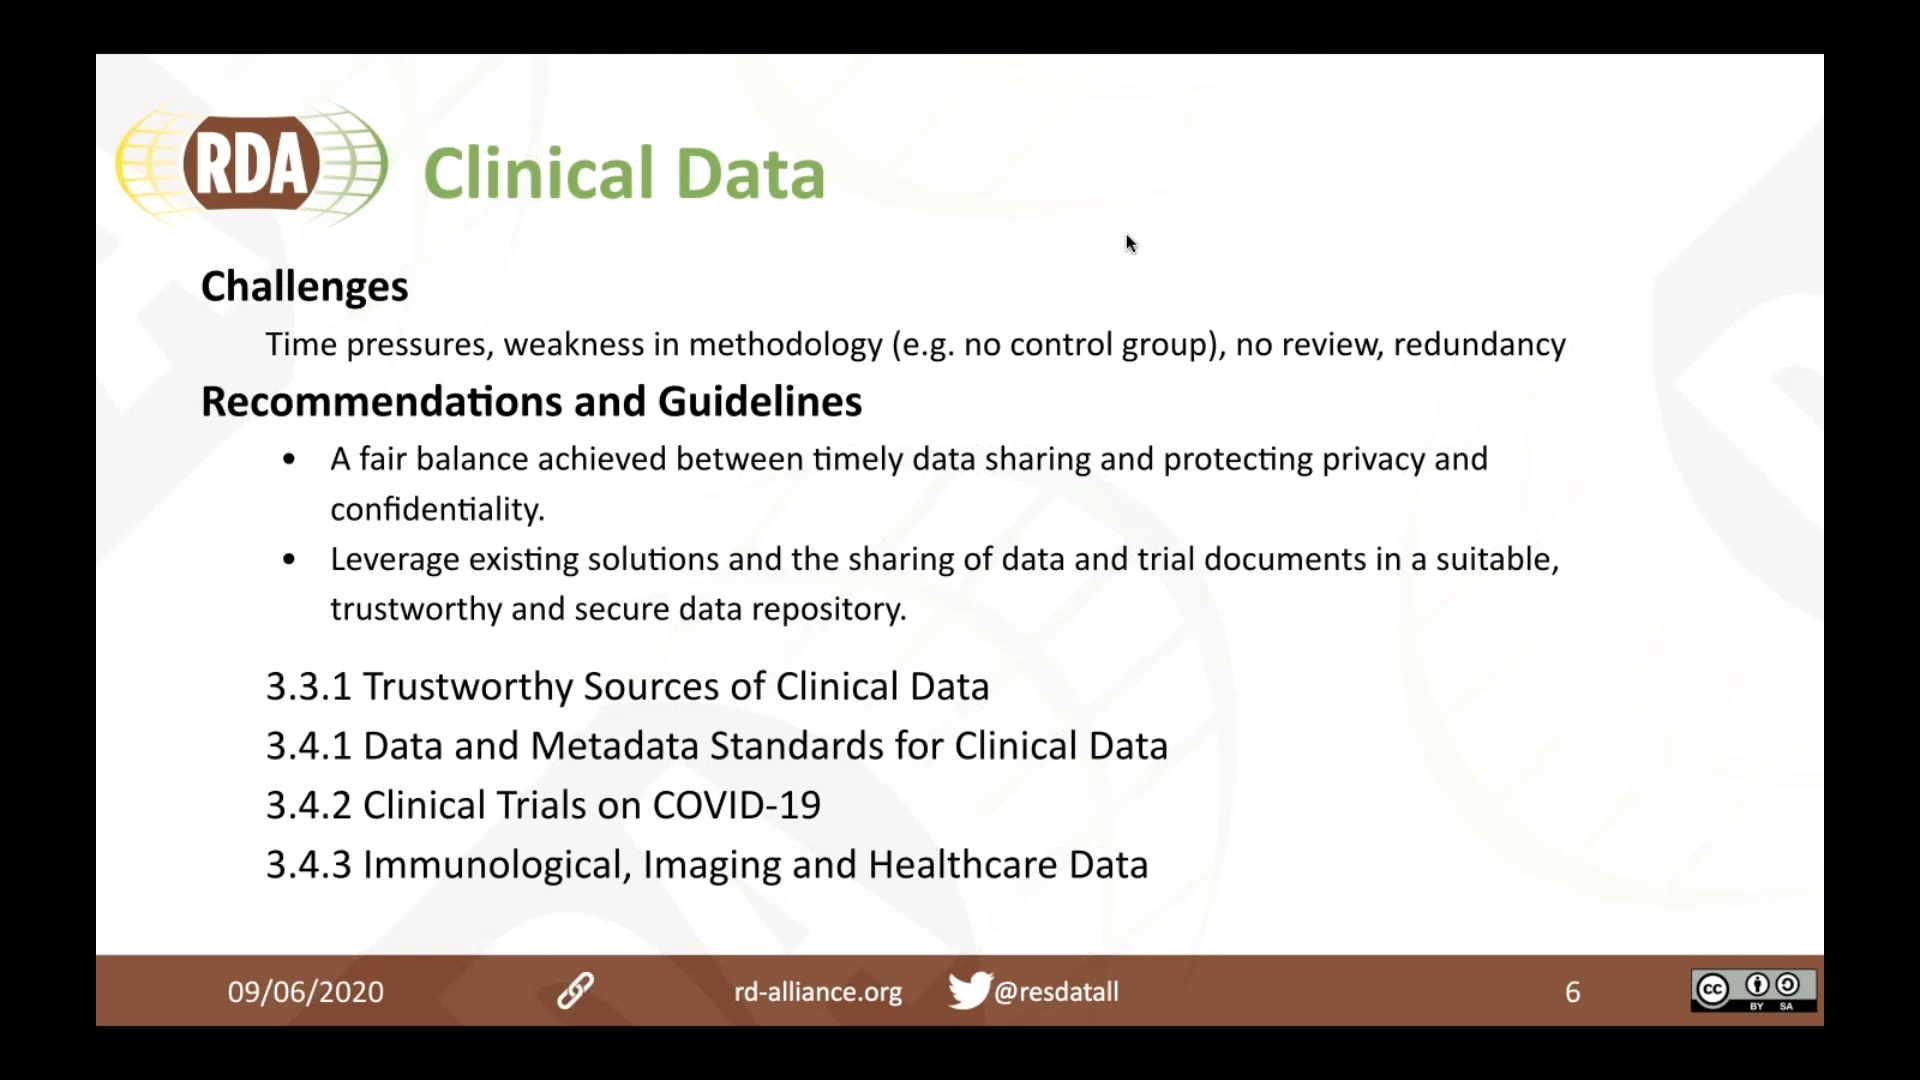 RDA
Clinical Data
Challenges
Time pressures, weakness in methodology (e.g. no control group), no review, redundancy
Recommendations and Guidelines
• A fair balance achieved between timely data sharing and protecting privacy and
confidentiality.
• Leverage existing solutions and the sharing of data and trial documents in a suitable,
trustworthy and secure data repository.
3.3.1 Trustworthy Sources of Clinical Data
3.4.1 Data and Metadata Standards for Clinical Data
3.4.2 Clinical Trials on COVID-19
3.4.3 Immunological, Imaging and Healthcare Data
09/06/2020 rd-alliance.org @resdatall 6
cc BY SA